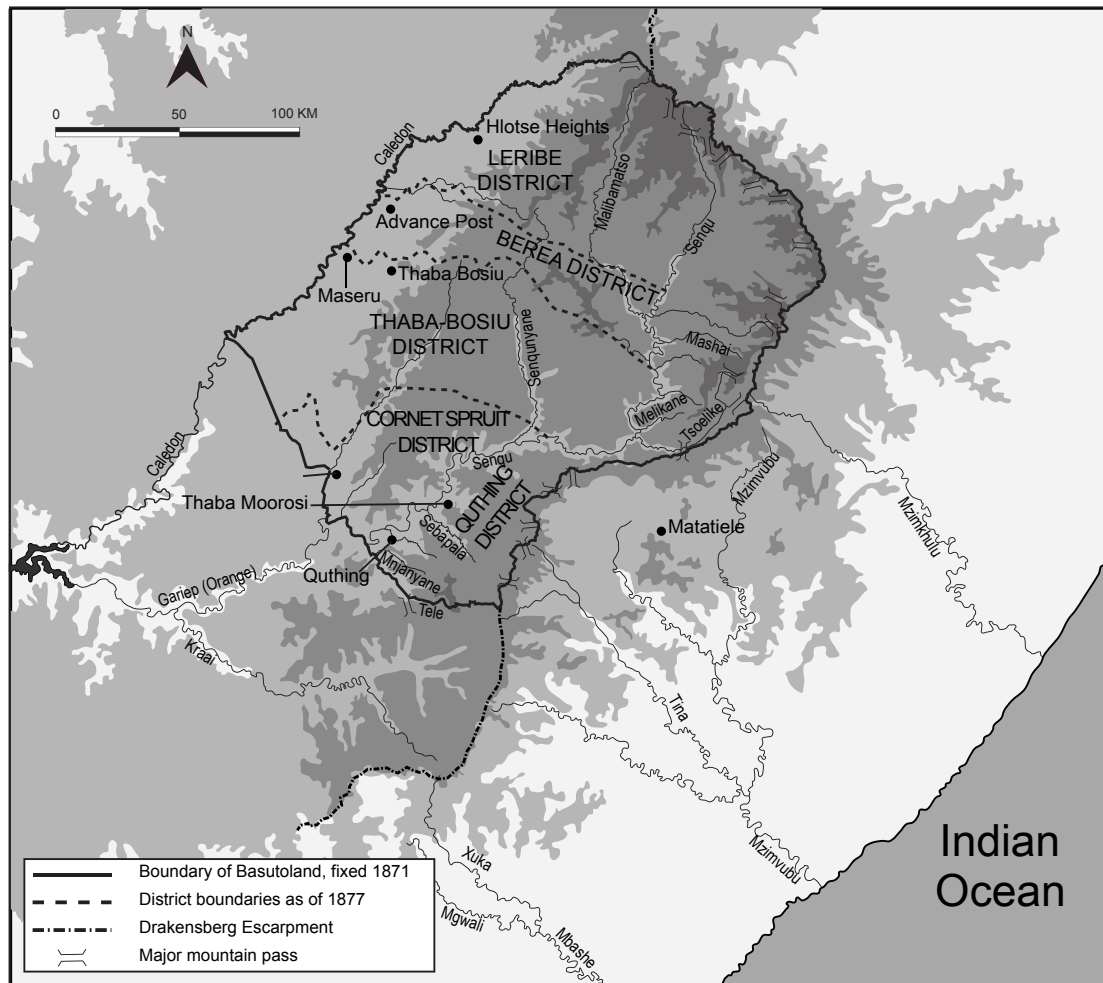 N
0
50
100 KM
Caledon
Hlotse Heights
LERIBE
DISTRICT
Malibamatso
Senqu
Advance Post
BEREA DISTRICT
Maseru
Thaba Bosiu
THABA-BOSIU
DISTRICT
Senqunyane
Mashai
Melikane
Tsoelike
CORNET SPRUIT
DISTRICT
Senqu
Caledon
Thaba Moorosi
QUTHING
DISTRICT
Sebapala
Quthing
Mjanyane
Tele
Gariep (Orange)
Kraai
Matatiele
Mzimvubu
Mzimkhulu
Tina
Mzimvubu
Xuka
Mgwali
Mbashe
Indian
Ocean
Boundary of Basutoland, fixed 1871
District boundaries as of 1877
Drakensberg Escarpment
Major mountain pass